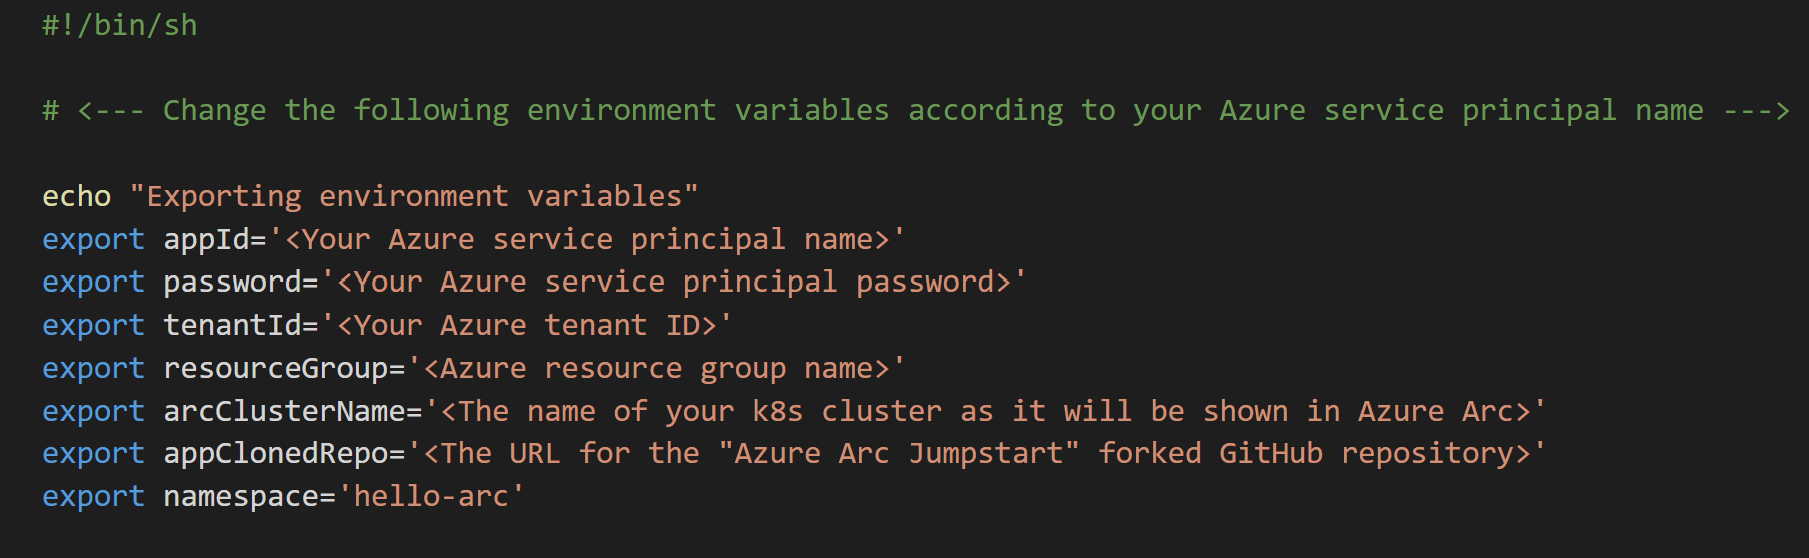 #!/bin/sh
# <--- Change the following environment variables according to your Azure service principal name --->
echo "Exporting environment variables"
export appId='<Your Azure service principal name>'
export password='<Your Azure service principal password>'
export tenantId='<Your Azure tenant ID>'
export resourceGroup='<Azure resource group name>'
export arcClusterName='<The name of your k8s cluster as it will be shown in Azure Arc>'
export appClonedRepo='<The URL for the "Azure Arc Jumpstart" forked GitHub repository>'
export namespace='hello-arc'